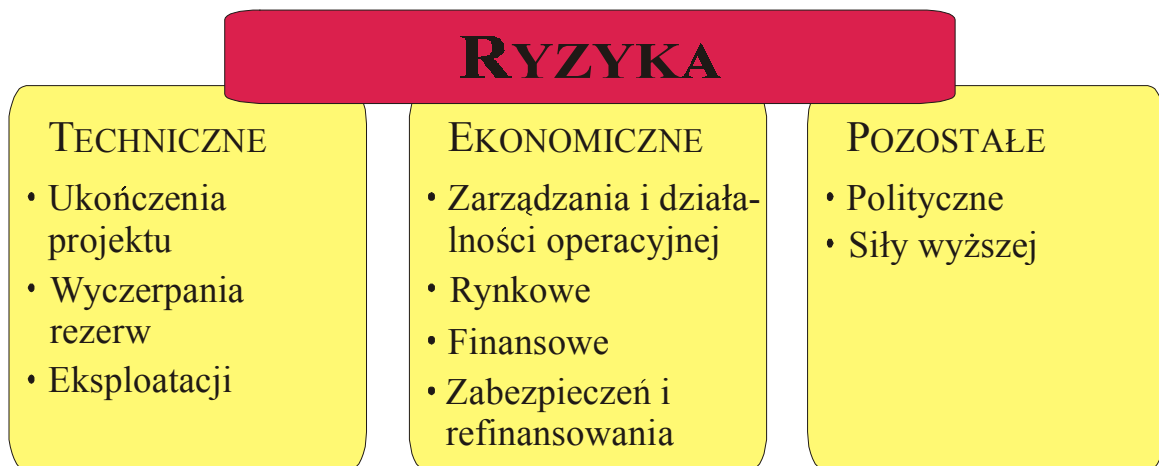 RYZYKA
TECHNICZNE
• Ukończenia
projektu
• Wyczerpania
rezerw
• Eksploatacji
EKONOMICZNE
• Zarządzania i działa-
lności operacyjnej
• Rynkowe
• Finansowe
• Zabezpieczeń i
refinansowania
POZOSTAŁE
• Polityczne
• Siły wyższej